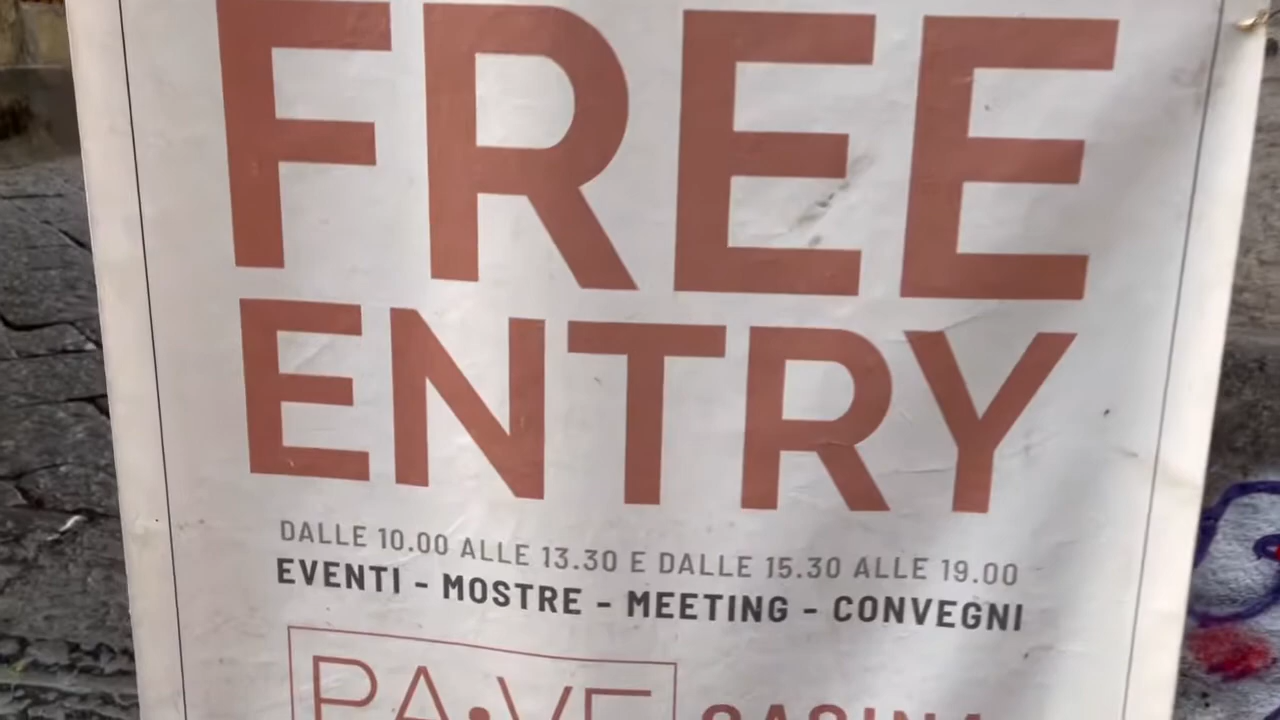 FREE
ENTRY
DALLE 10.00 ALLE 13.30 E DALLE 15.30 ALLE 19.00
EVENTI - MOSTRE - MEETING - CONVEGNI
PA•VE